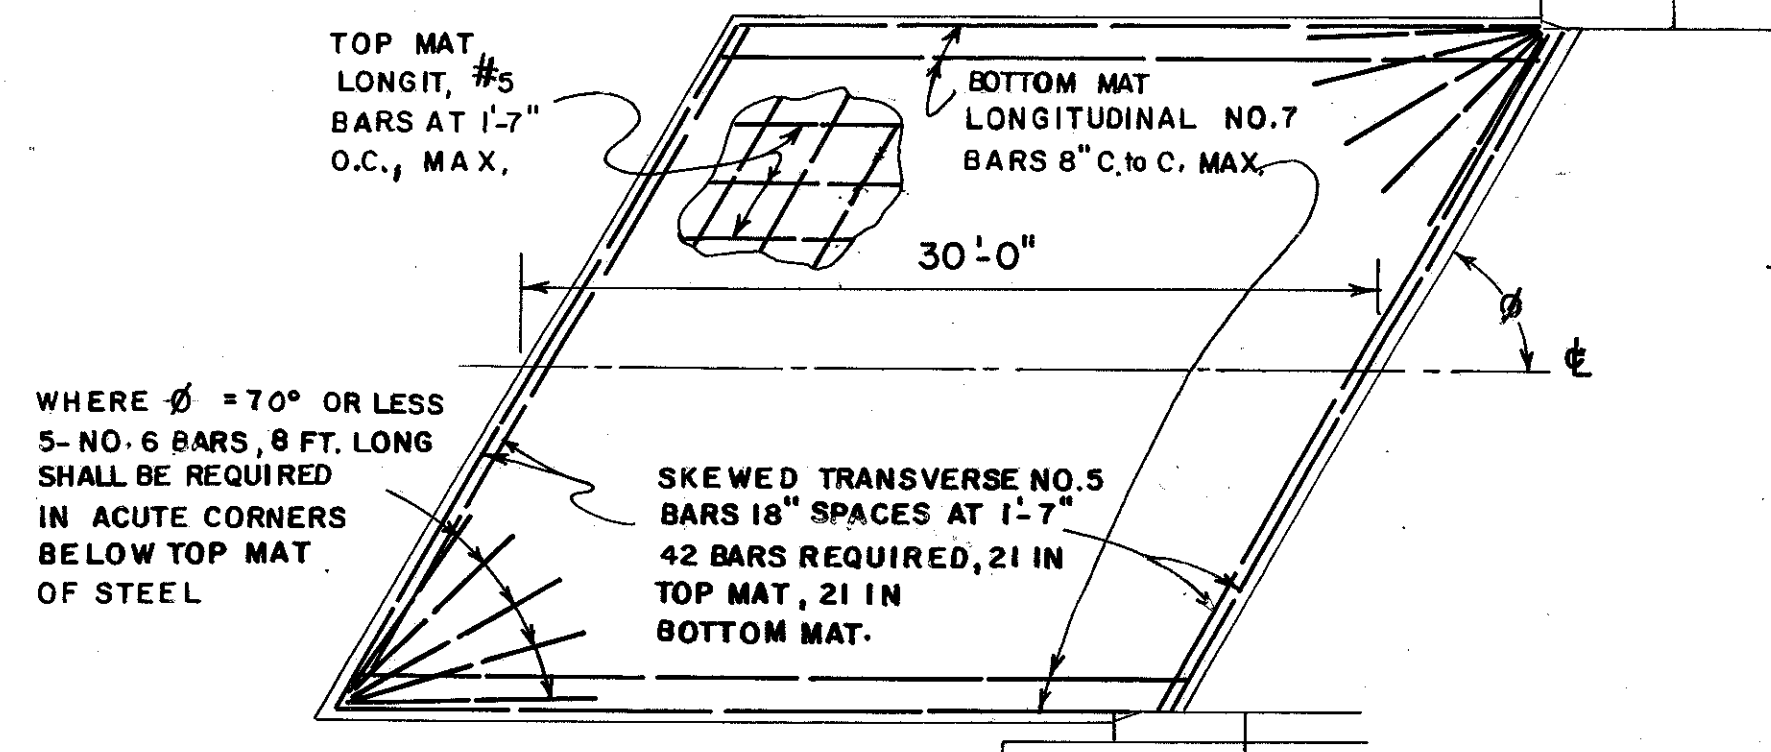 TOP MAT
LONGIT, #5
BARS AT 1'-7"
O.C., MAX.
BOTTOM MAT
LONGITUDINAL NO.7
BARS 8" C. to C. MAX.
30'-0"
Ø
℄
WHERE Ø = 70° OR LESS
5- NO. 6 BARS, 8 FT. LONG
SHALL BE REQUIRED
IN ACUTE CORNERS
BELOW TOP MAT
OF STEEL
SKEWED TRANSVERSE NO.5
BARS 18" SPACES AT 1'-7"
42 BARS REQUIRED, 21 IN
TOP MAT, 21 IN
BOTTOM MAT.